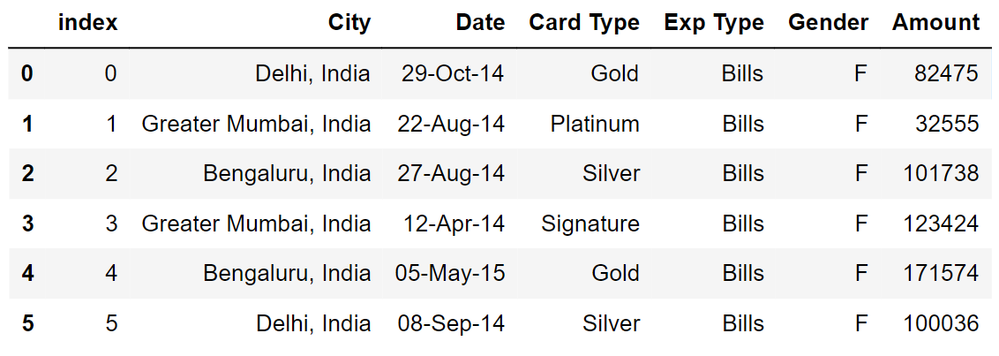 index City Date Card Type Exp Type Gender Amount
0 0 Delhi, India 29-Oct-14 Gold Bills F 82475
1 1 Greater Mumbai, India 22-Aug-14 Platinum Bills F 32555
2 2 Bengaluru, India 27-Aug-14 Silver Bills F 101738
3 3 Greater Mumbai, India 12-Apr-14 Signature Bills F 123424
4 4 Bengaluru, India 05-May-15 Gold Bills F 171574
5 5 Delhi, India 08-Sep-14 Silver Bills F 100036